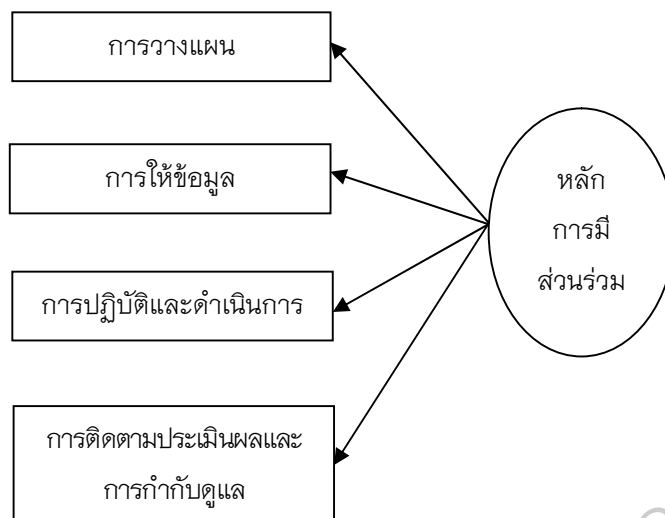 การวางแผน
การให้ข้อมูล
การปฏิบัติและดำเนินการ
การติดตามประเมินผลและ
การกำกับดูแล
หลัก
การมี
ส่วนร่วม